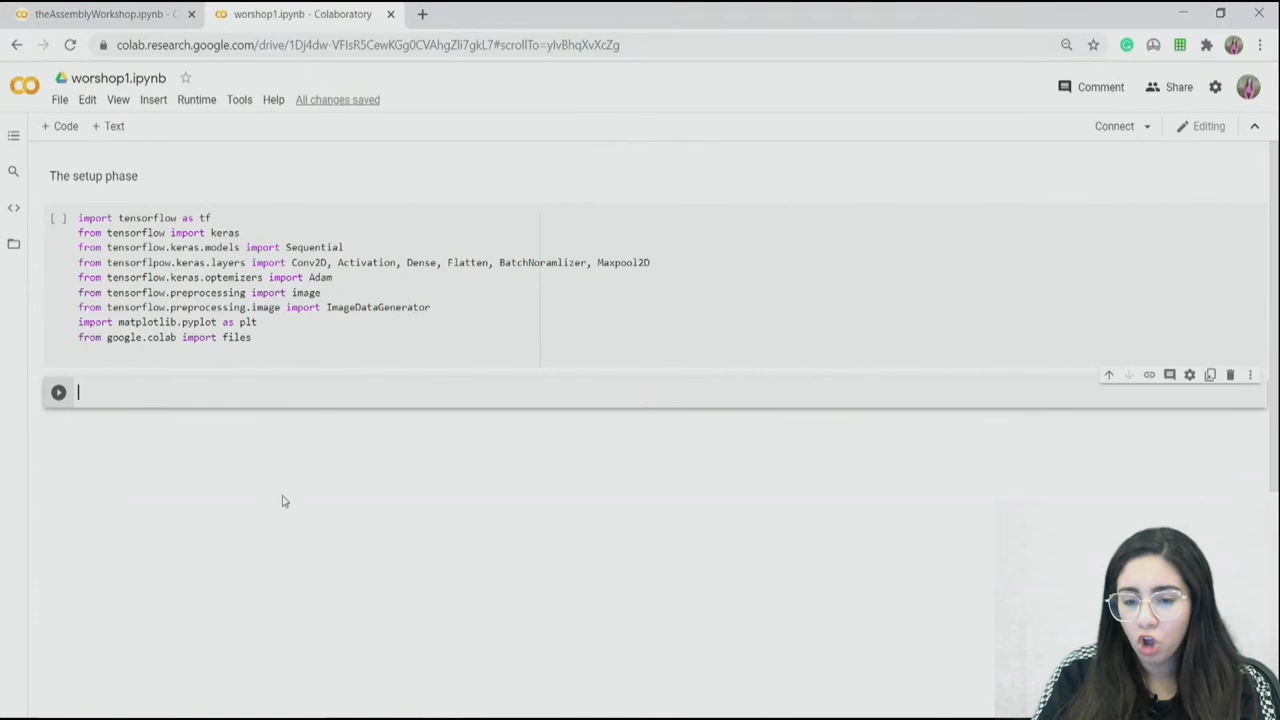 theAssemblyWorkshop.ipynb - C
worshop1.ipynb - Colaboratory
colab.research.google.com/drive/1Dj4dw-VFIsR5CewKGg0CVAhgZli7gkL7#scrollTo=ylvBhqXvXcZg
worshop1.ipynb
Comment Share
File Edit View Insert Runtime Tools Help All changes saved
+ Code + Text Connect Editing
The setup phase
[ ] import tensorflow as tf
from tensorflow import keras
from tensorflow.keras.models import Sequential
from tensorflpow.keras.layers import Conv2D, Activation, Dense, Flatten, BatchNoramlizer, Maxpool2D
from tensorflow.keras.optemizers import Adam
from tensorflow.preprocessing import image
from tensorflow.preprocessing.image import ImageDataGenerator
import matplotlib.pyplot as plt
from google.colab import files